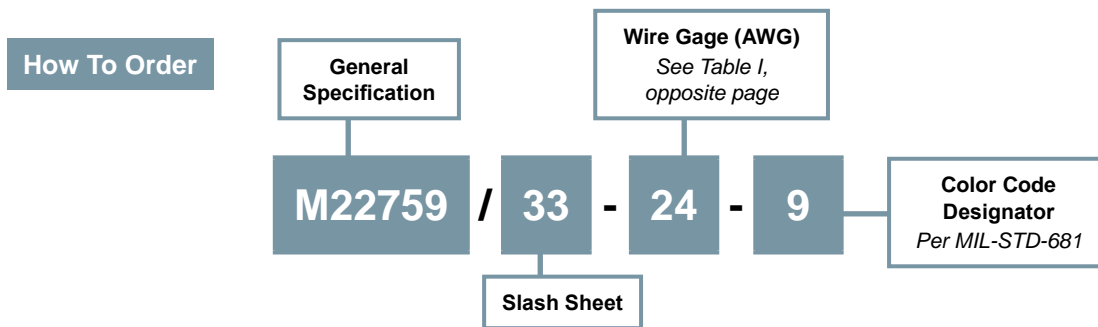 How To Order
General
Specification
Wire Gage (AWG)
See Table I,
opposite page
M22759 / 33 - 24 - 9
Color Code
Designator
Per MIL-STD-681
Slash Sheet